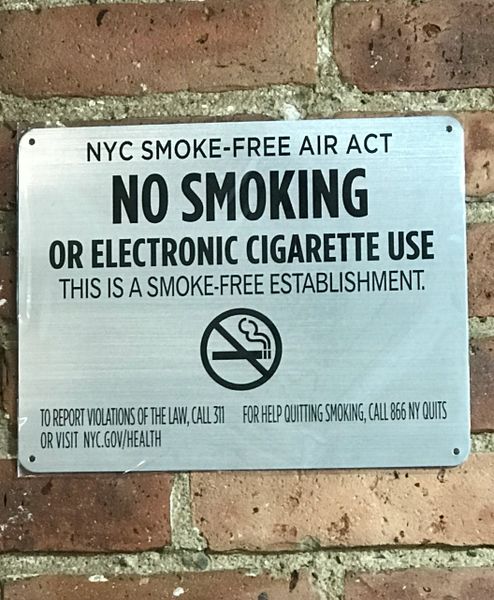 NYC SMOKE-FREE AIR ACT
NO SMOKING
OR ELECTRONIC CIGARETTE USE
THIS IS A SMOKE-FREE ESTABLISHMENT.
TO REPORT VIOLATIONS OF THE LAW, CALL 311
OR VISIT NYC.GOV/HEALTH
FOR HELP QUITTING SMOKING, CALL 866 NY QUITS